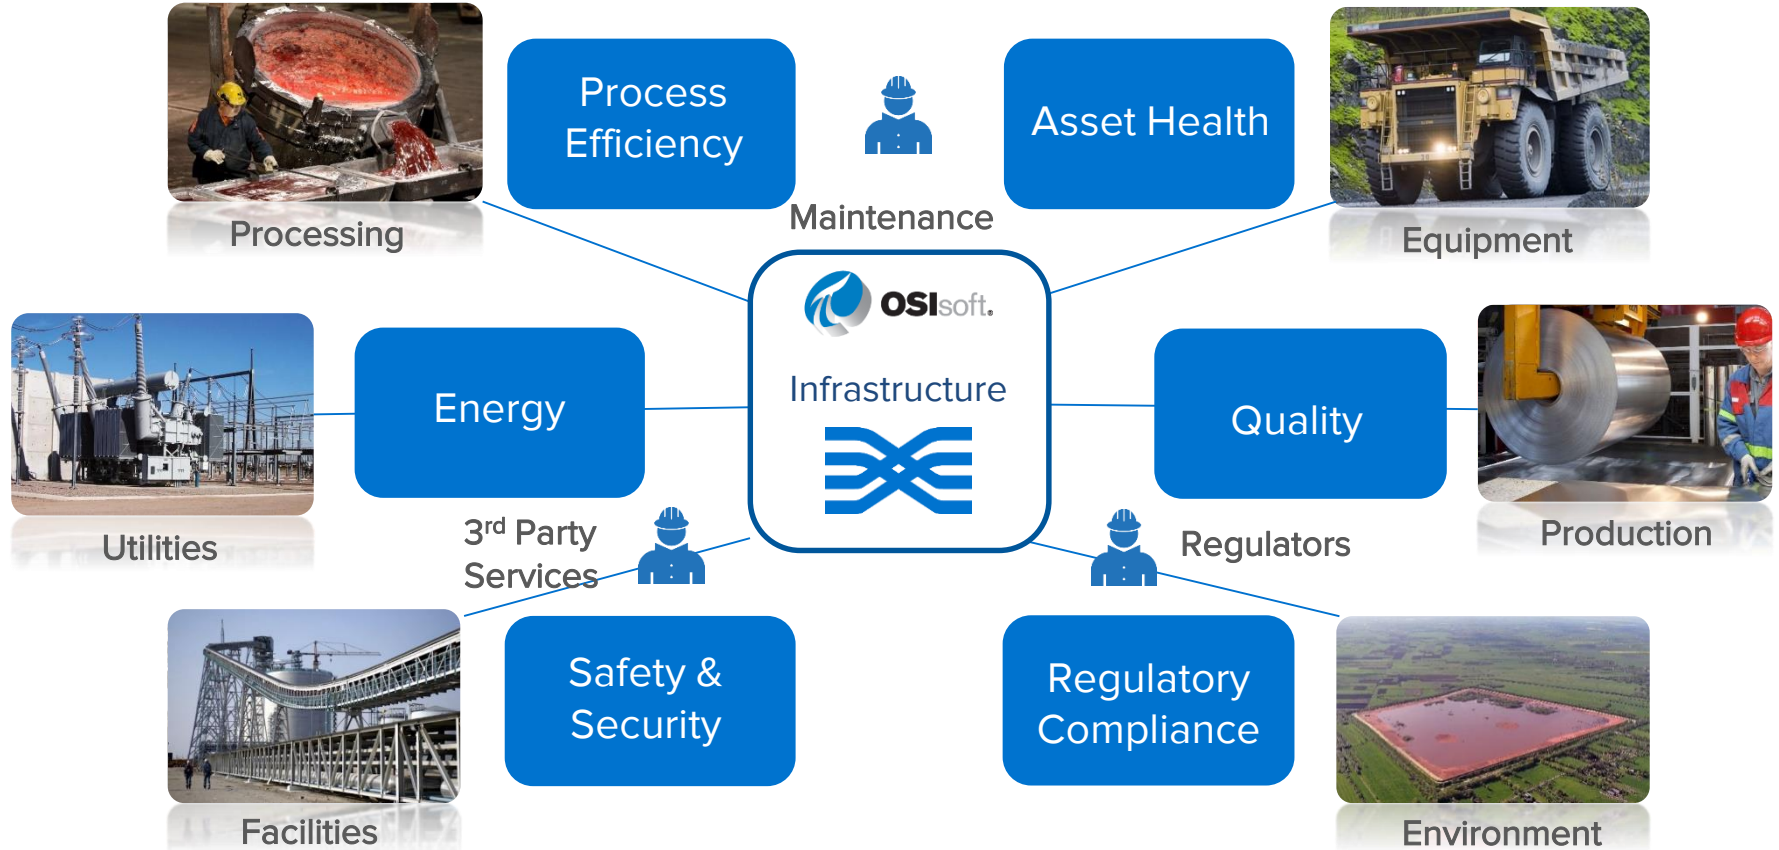 Process
Efficiency
Asset Health
Maintenance
Processing
Equipment
OSIsoft®
Infrastructure
Energy
Quality
3rd Party
Services
Regulators
Utilities
Production
Safety &
Security
Regulatory
Compliance
Facilities
Environment